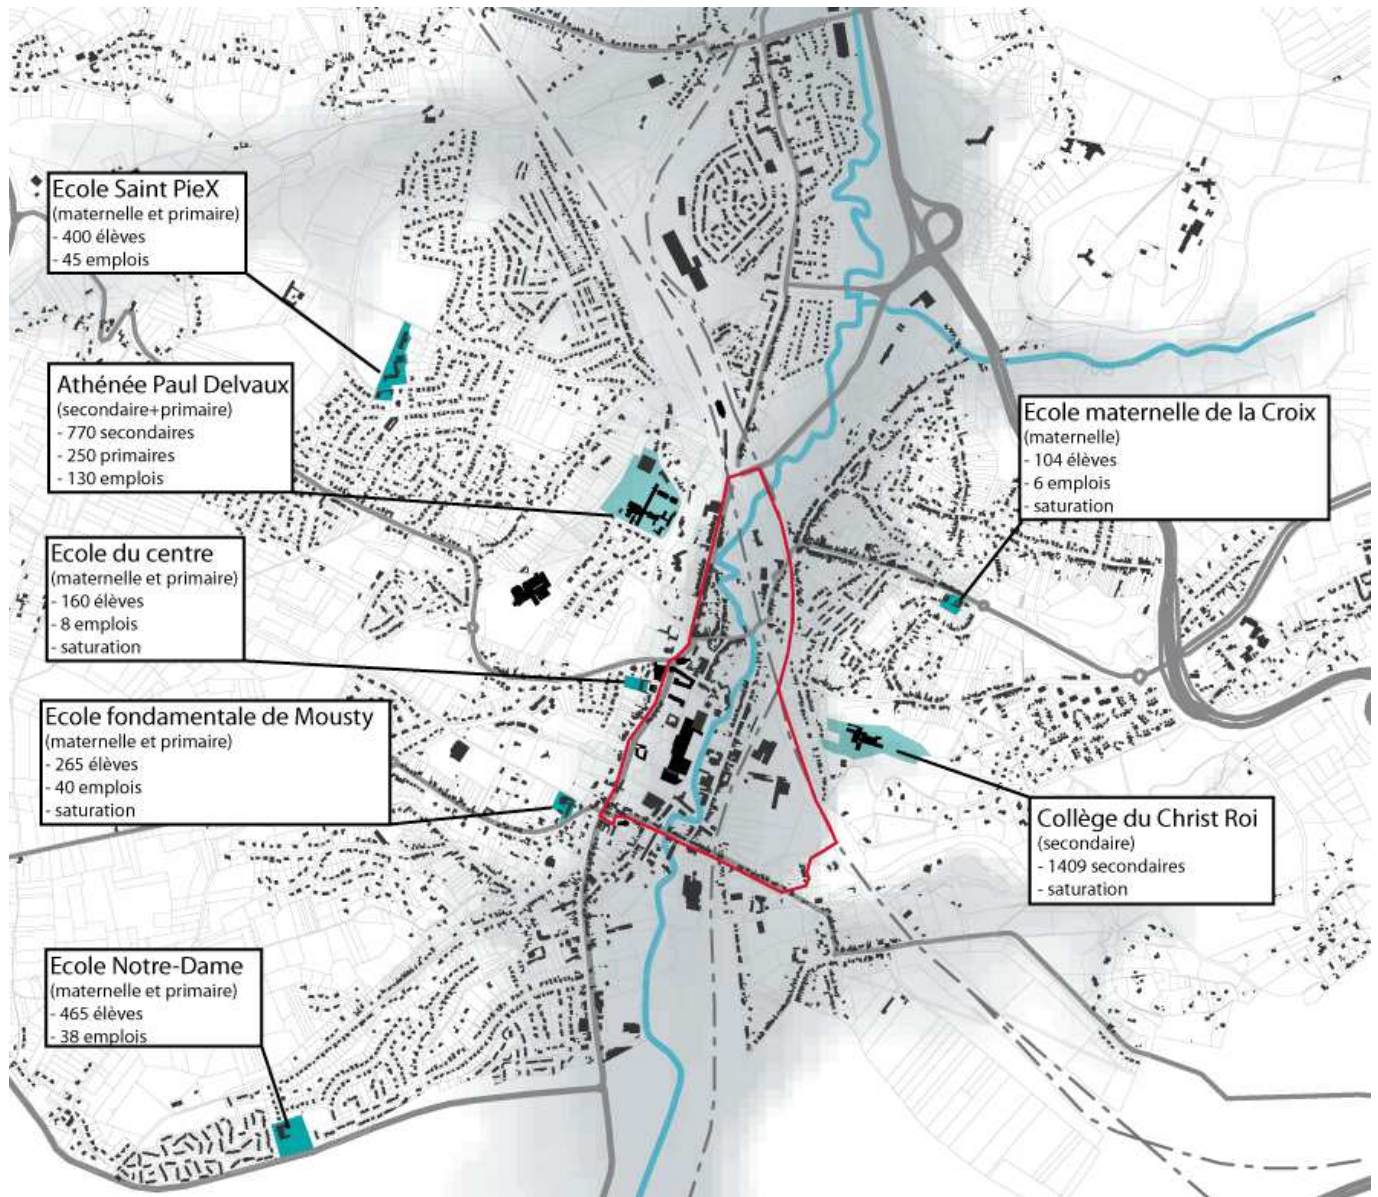 Ecole Saint PieX
(maternelle et primaire)
- 400 élèves
- 45 emplois
Athénée Paul Delvaux
(secondaire+primaire)
- 770 secondaires
- 250 primaires
- 130 emplois
Ecole du centre
(maternelle et primaire)
- 160 élèves
- 8 emplois
- saturation
Ecole fondamentale de Mousty
(maternelle et primaire)
- 265 élèves
- 40 emplois
- saturation
Ecole Notre-Dame
(maternelle et primaire)
- 465 élèves
- 38 emplois
Ecole maternelle de la Croix
(maternelle)
- 104 élèves
- 6 emplois
- saturation
Collège du Christ Roi
(secondaire)
- 1409 secondaires
- saturation